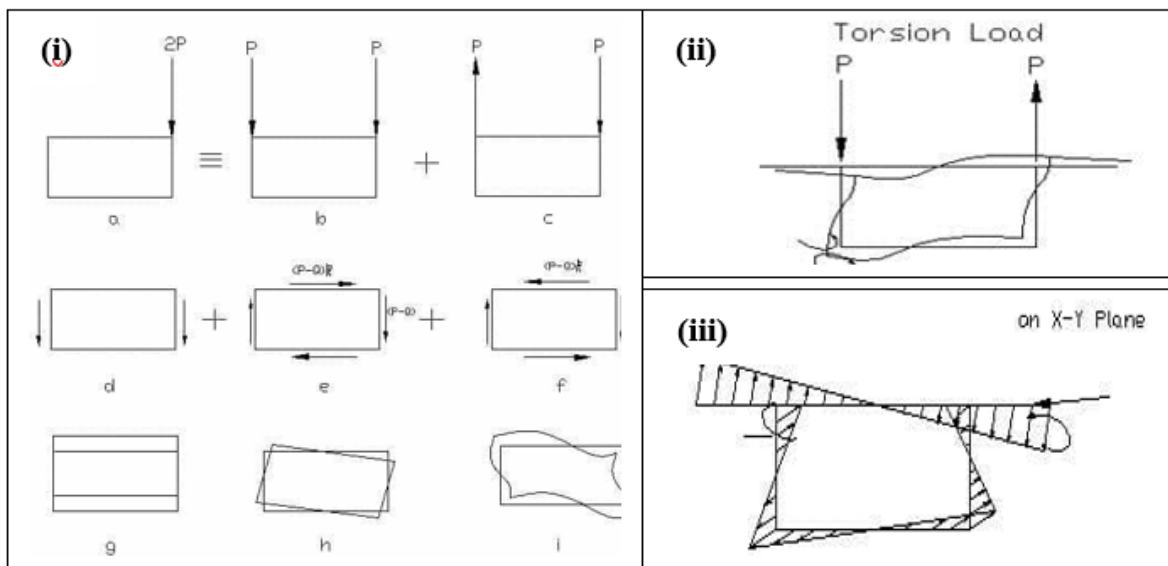 (i)
2P P P P P
≡ +
a b c
(P-Q) (P-Q)
+ (P-Q) +
d e f
g h i
(ii)
Torsion Load
P P
(iii)
on X-Y Plane